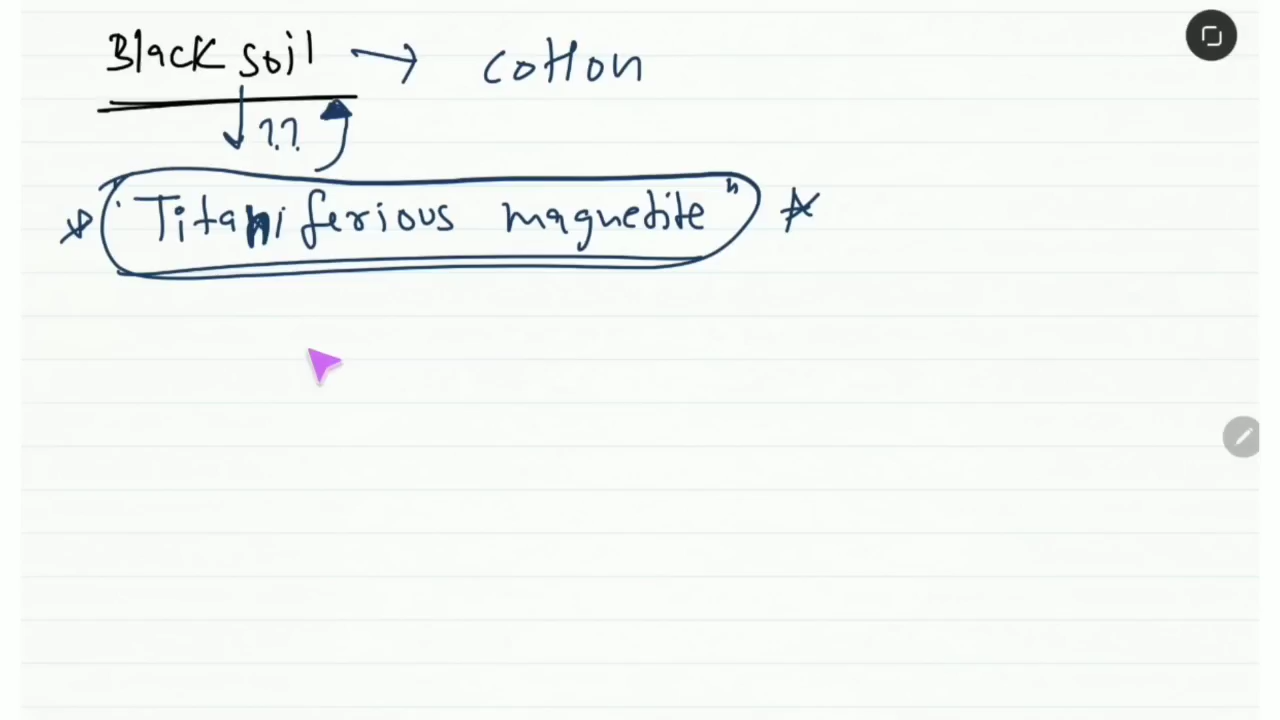 Black soil → cotton
↓ ??
"Titaniferious magnetite"